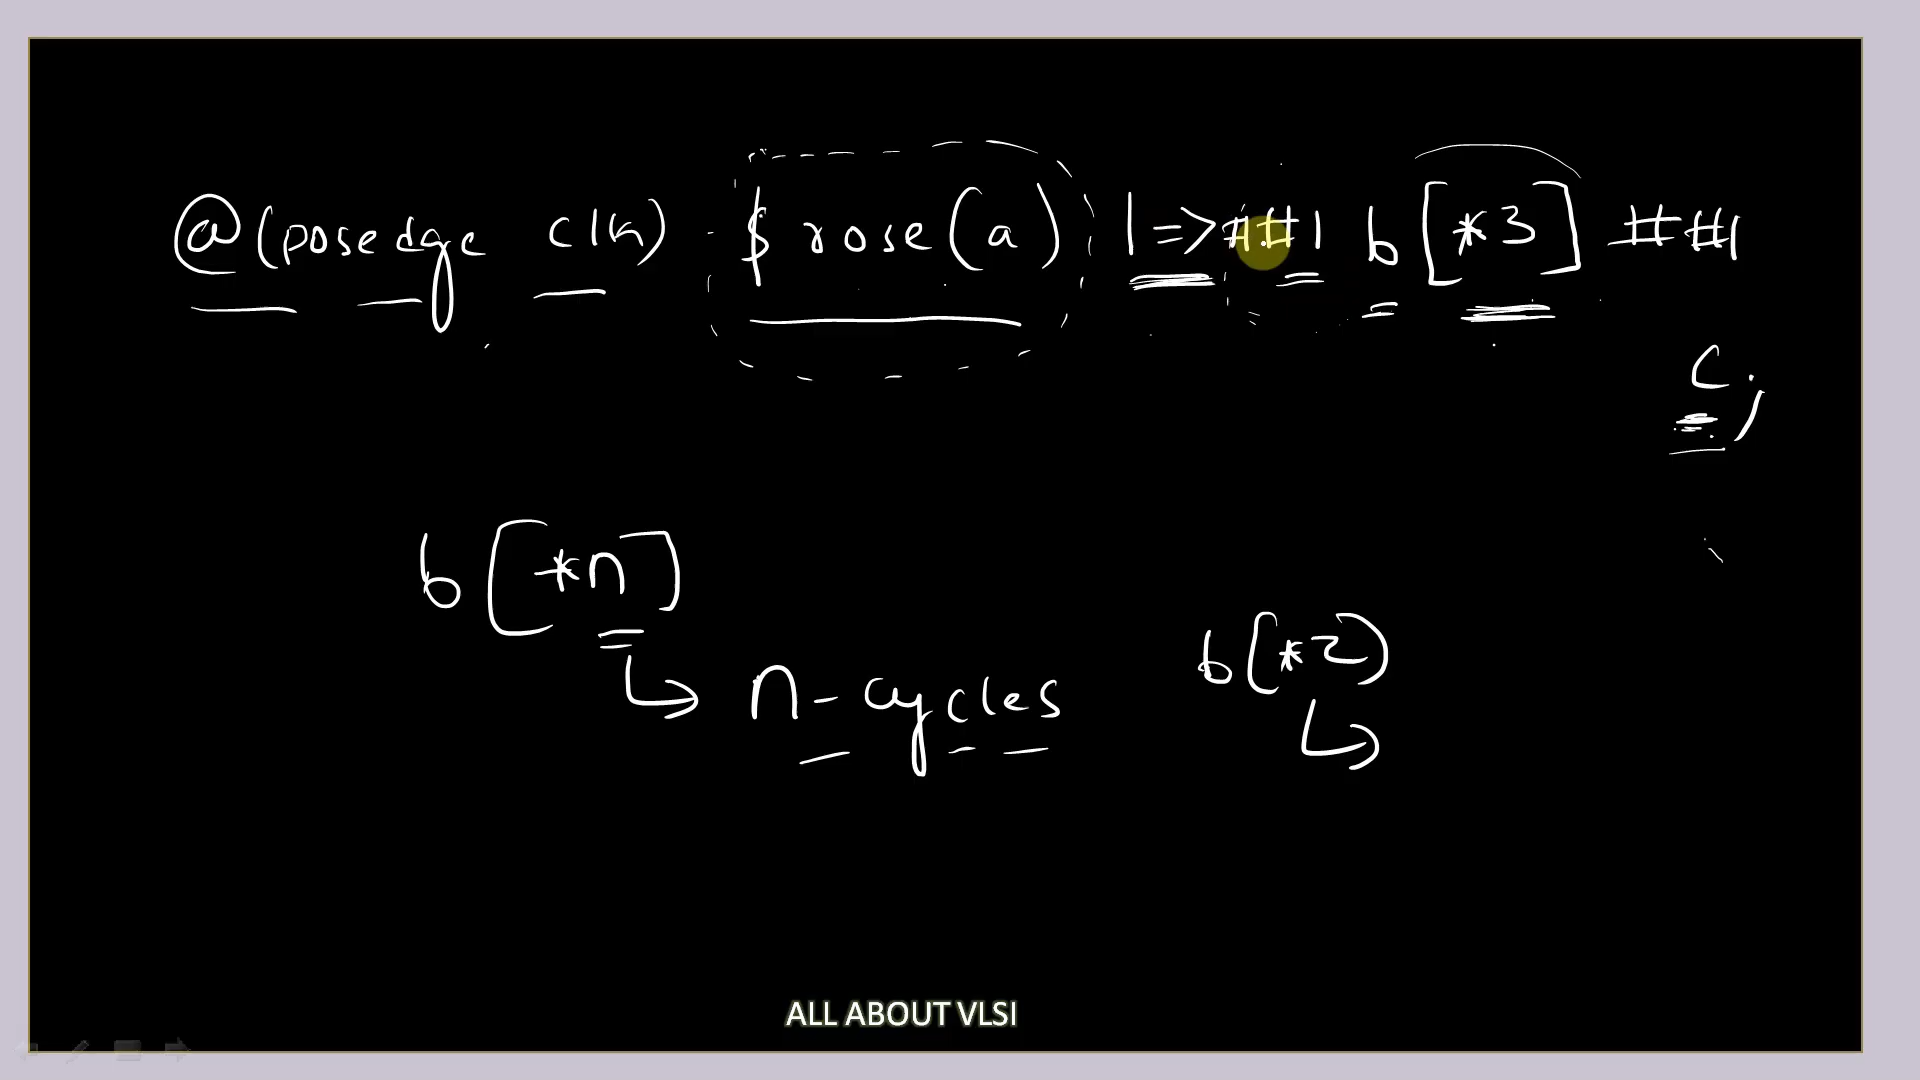 @(posedge clk) $rose(a) |=> ##1 b[*3] ##1
c;
b[*n]
n-cycles
b[*2)
ALL ABOUT VLSI